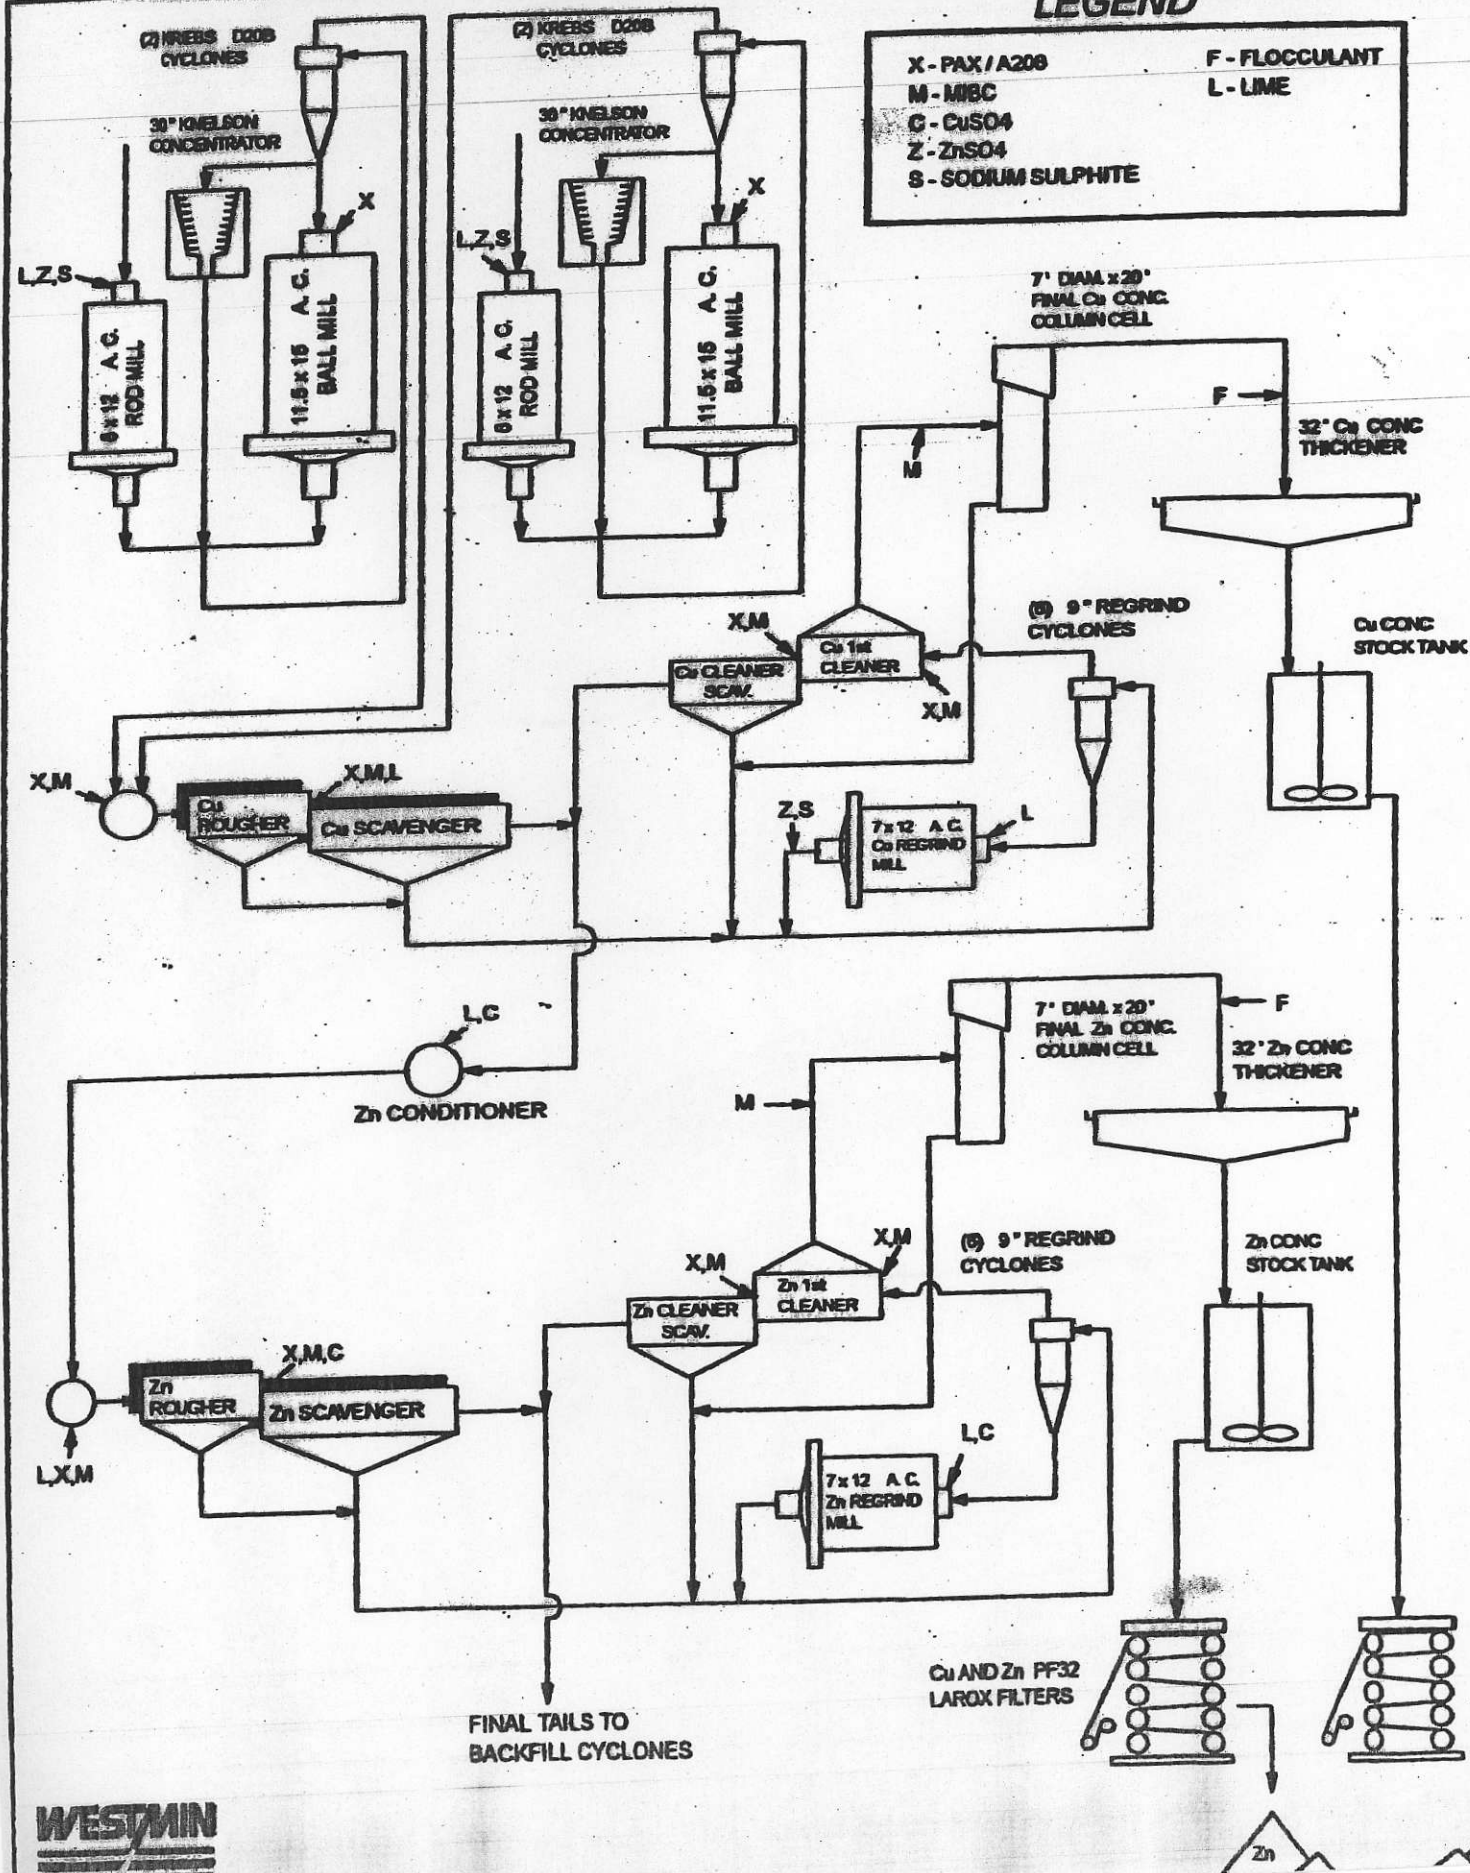 LEGEND
X - PAX / A208
M - MIBC
C - CuSO4
Z - ZnSO4
S - SODIUM SULPHITE
F - FLOCCULANT
L - LIME
(2) KREBS D20B
CYCLONES
30" KNELSON
CONCENTRATOR
X
L,Z,S
8 x 12 A. C.
ROD MILL
11.5 x 15 A. C.
BALL MILL
(2) KREBS D20B
CYCLONES
30" KNELSON
CONCENTRATOR
X
L,Z,S
8 x 12 A. C.
ROD MILL
11.5 x 15 A. C.
BALL MILL
7' DIAM. x 20'
FINAL Cu CONC.
COLUMN CELL
F
32' Cu CONC
THICKENER
M
X,M
Cu 1st
CLEANER
Cu CLEANER
SCAV.
X,M
(6) 9" REGRIND
CYCLONES
Cu CONC
STOCK TANK
X,M
Cu
ROUGHER
X,M,L
Cu SCAVENGER
Z,S
7 x 12 A. C.
Cu REGRIND
MILL
L
L,C
Zn CONDITIONER
7' DIAM. x 20'
FINAL Zn CONC.
COLUMN CELL
F
32' Zn CONC
THICKENER
M
X,M
X,M
Zn 1st
CLEANER
Zn CLEANER
SCAV.
(6) 9" REGRIND
CYCLONES
Zn CONC
STOCK TANK
Zn
ROUGHER
X,M,C
Zn SCAVENGER
L,X,M
7 x 12 A. C.
Zn REGRIND
MILL
L,C
Cu AND Zn PF32
LAROX FILTERS
FINAL TAILS TO
BACKFILL CYCLONES
WESTMIN
Zn